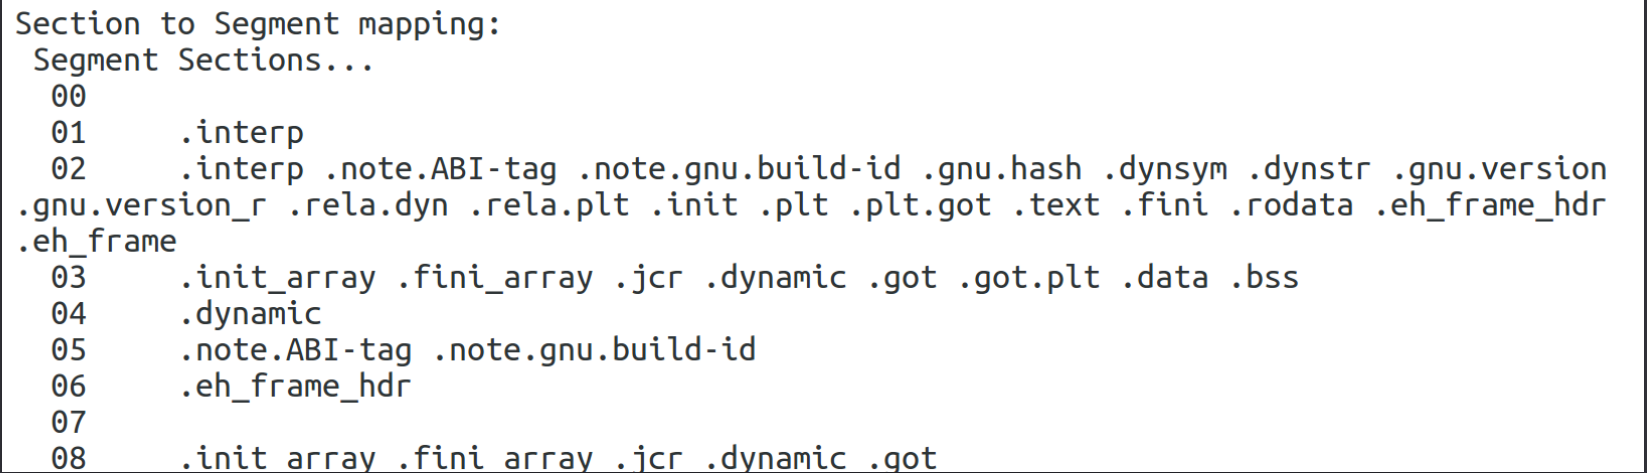 Section to Segment mapping:
 Segment Sections...
  00
  01     .interp
  02     .interp .note.ABI-tag .note.gnu.build-id .gnu.hash .dynsym .dynstr .gnu.version
.gnu.version_r .rela.dyn .rela.plt .init .plt .plt.got .text .fini .rodata .eh_frame_hdr
.eh_frame
  03     .init_array .fini_array .jcr .dynamic .got .got.plt .data .bss
  04     .dynamic
  05     .note.ABI-tag .note.gnu.build-id
  06     .eh_frame_hdr
  07
  08     .init_array .fini_array .jcr .dynamic .got